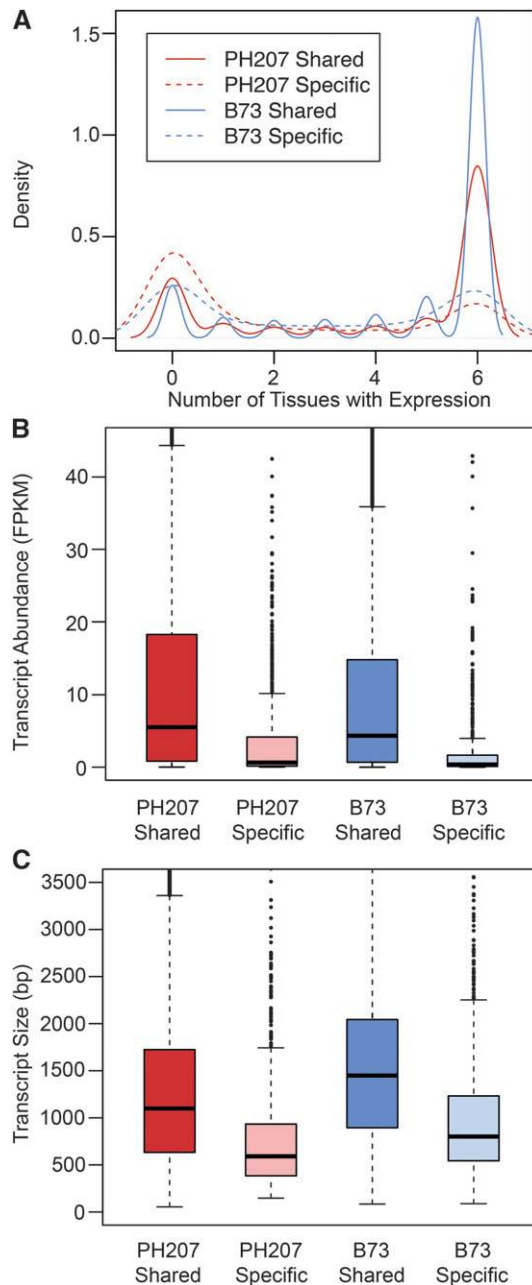 A
PH207 Shared
PH207 Specific
B73 Shared
B73 Specific
Density
1.5
1.0
0.5
0.0
0 2 4 6
Number of Tissues with Expression
B
Transcript Abundance (FPKM)
40
30
20
10
0
PH207 Shared
PH207 Specific
B73 Shared
B73 Specific
C
Transcript Size (bp)
3500
3000
2500
2000
1500
1000
500
0
PH207 Shared
PH207 Specific
B73 Shared
B73 Specific